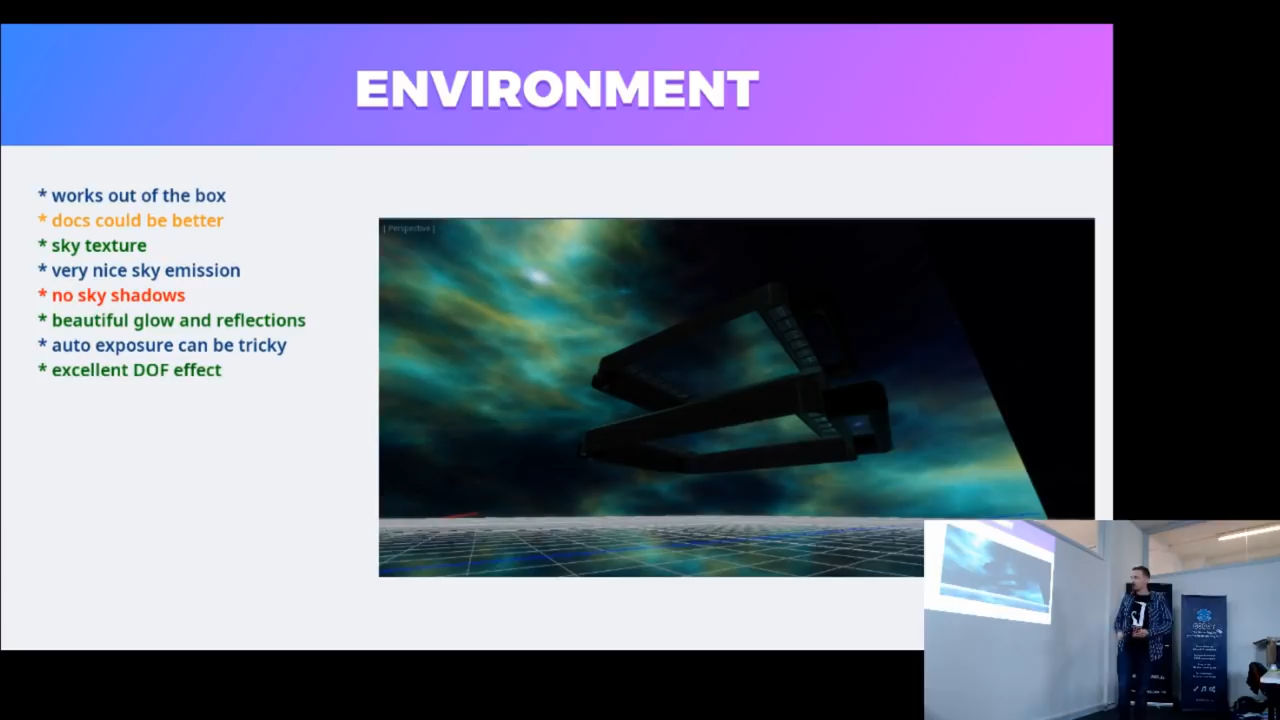 ENVIRONMENT
* works out of the box
* docs could be better
* sky texture
* very nice sky emission
* no sky shadows
* beautiful glow and reflections
* auto exposure can be tricky
* excellent DOF effect
[ Perspective ]